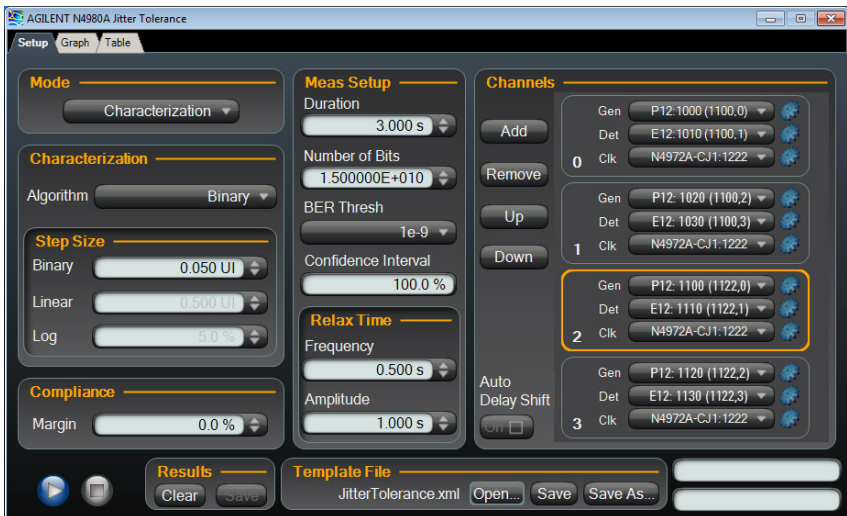 AGILENT N4980A Jitter Tolerance
Setup Graph Table
Mode
Characterization
Characterization
Algorithm Binary
Step Size
Binary 0.050 UI
Linear 0.500 UI
Log 5.0 %
Compliance
Margin 0.0 %
Meas Setup
Duration
3.000 s
Number of Bits
1.500000E+010
BER Thresh
1e-9
Confidence Interval
100.0 %
Relax Time
Frequency
0.500 s
Amplitude
1.000 s
Channels
Add
Remove
Up
Down
Auto
Delay Shift
On
0
Gen P12:1000 (1100,0)
Det E12:1010 (1100,1)
Clk N4972A-CJ1:1222
1
Gen P12: 1020 (1100,2)
Det E12: 1030 (1100,3)
Clk N4972A-CJ1:1222
2
Gen P12: 1100 (1122,0)
Det E12: 1110 (1122,1)
Clk N4972A-CJ1:1222
3
Gen P12: 1120 (1122,2)
Det E12: 1130 (1122,3)
Clk N4972A-CJ1:1222
Results
Clear Save
Template File
JitterTolerance.xml Open... Save Save As...